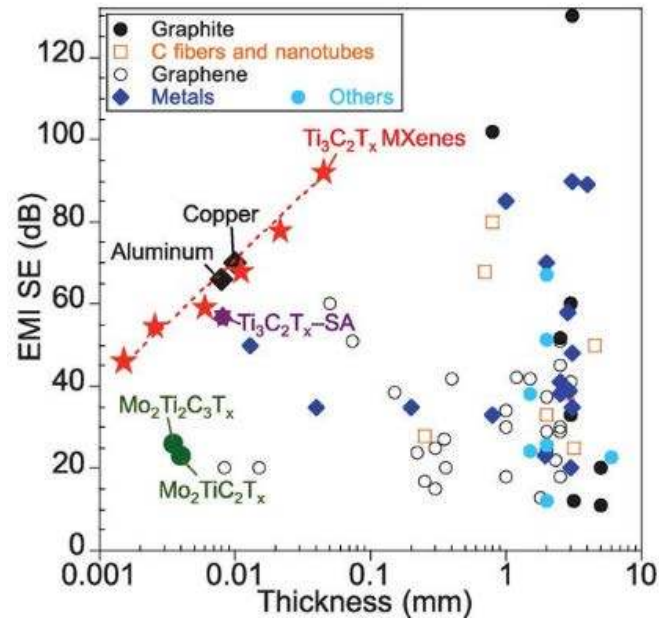 Graphite
C fibers and nanotubes
Graphene
Metals Others
120
100
80
60
40
20
0
EMI SE (dB)
Ti₃C₂Tₓ MXenes
Copper
Aluminum
Ti₃C₂Tₓ–SA
Mo₂Ti₂C₃Tₓ
Mo₂TiC₂Tₓ
0.001 0.01 0.1 1 10
Thickness (mm)